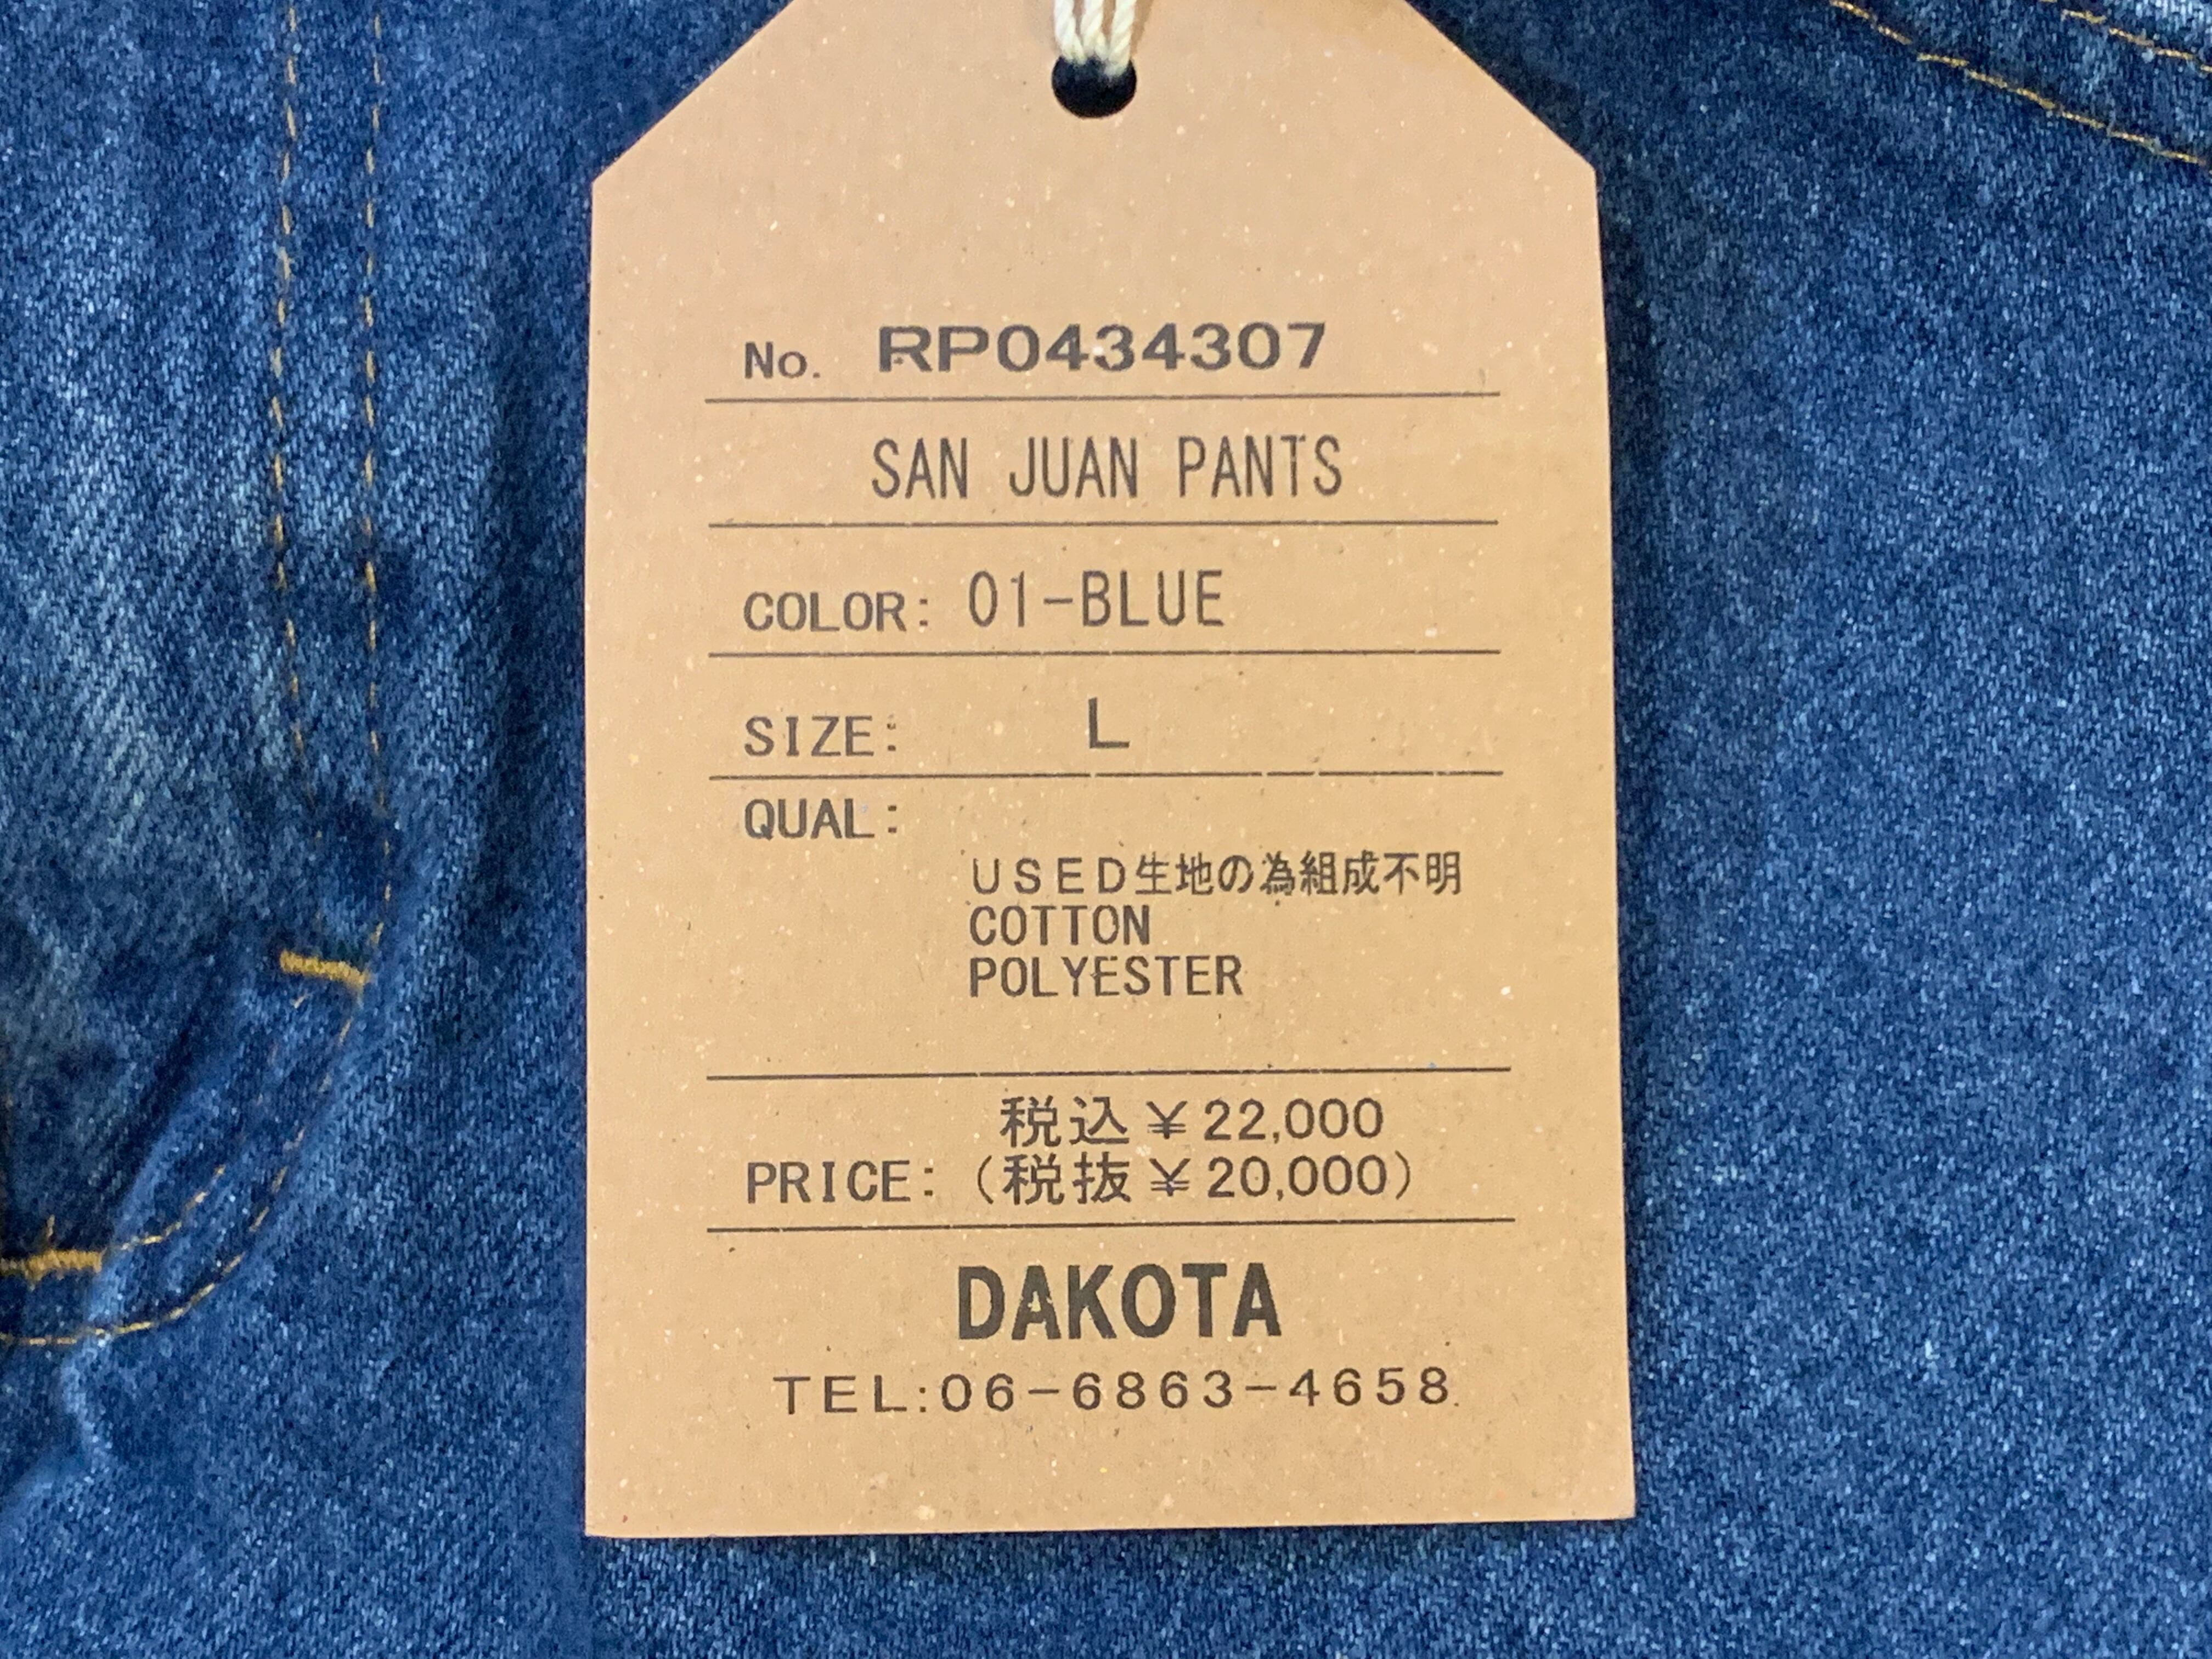 No. RP0434307
SAN JUAN PANTS
COLOR: 01-BLUE
SIZE: L
QUAL:
ＵＳＥＤ生地の為組成不明
COTTON
POLYESTER
税込￥22,000
PRICE: (税抜￥20,000)
DAKOTA
TEL:06-6863-4658